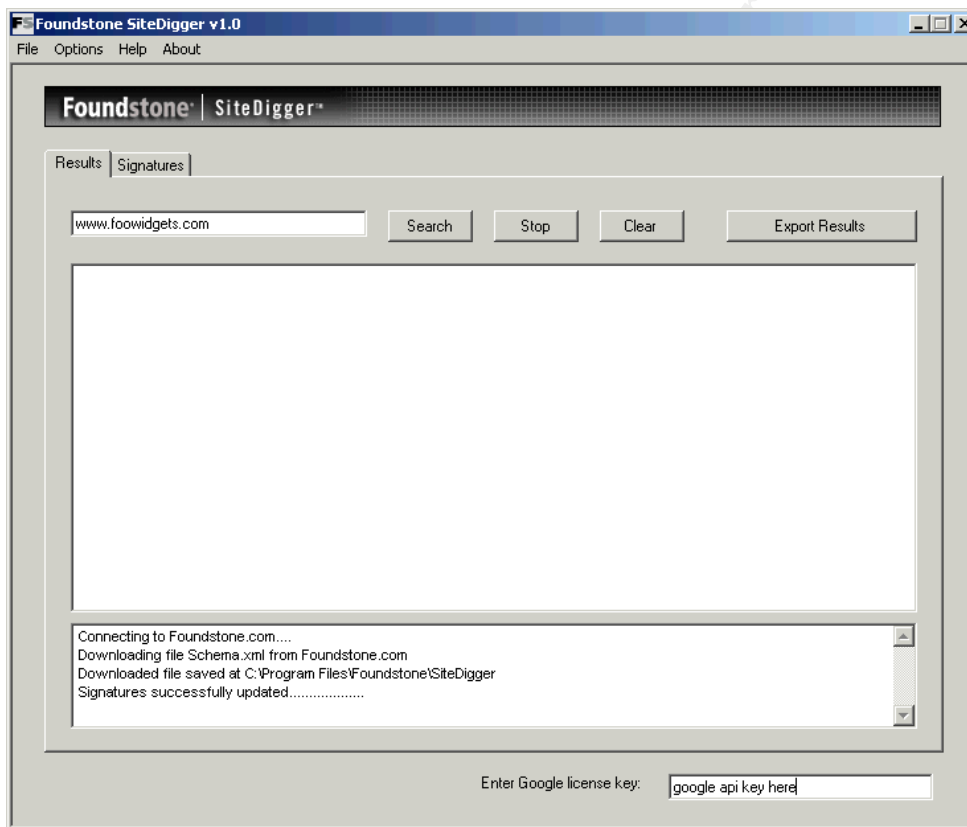 FS Foundstone SiteDigger v1.0
File Options Help About
Foundstone | SiteDigger™
Results Signatures
www.foowidgets.com Search Stop Clear Export Results
Connecting to Foundstone.com....
Downloading file Schema.xml from Foundstone.com
Downloaded file saved at C:\Program Files\Foundstone\SiteDigger
Signatures successfully updated...................
Enter Google license key: google api key here